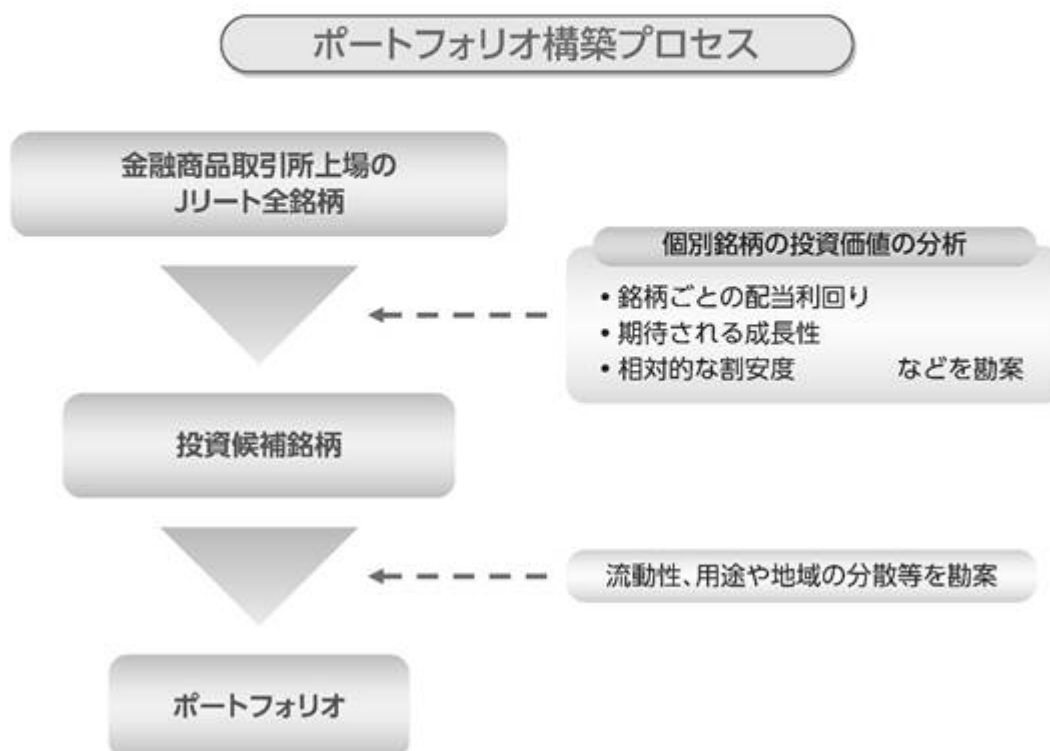 ポートフォリオ構築プロセス
金融商品取引所上場の
Jリート全銘柄
個別銘柄の投資価値の分析
• 銘柄ごとの配当利回り
• 期待される成長性
• 相対的な割安度 などを勘案
投資候補銘柄
流動性、用途や地域の分散等を勘案
ポートフォリオ